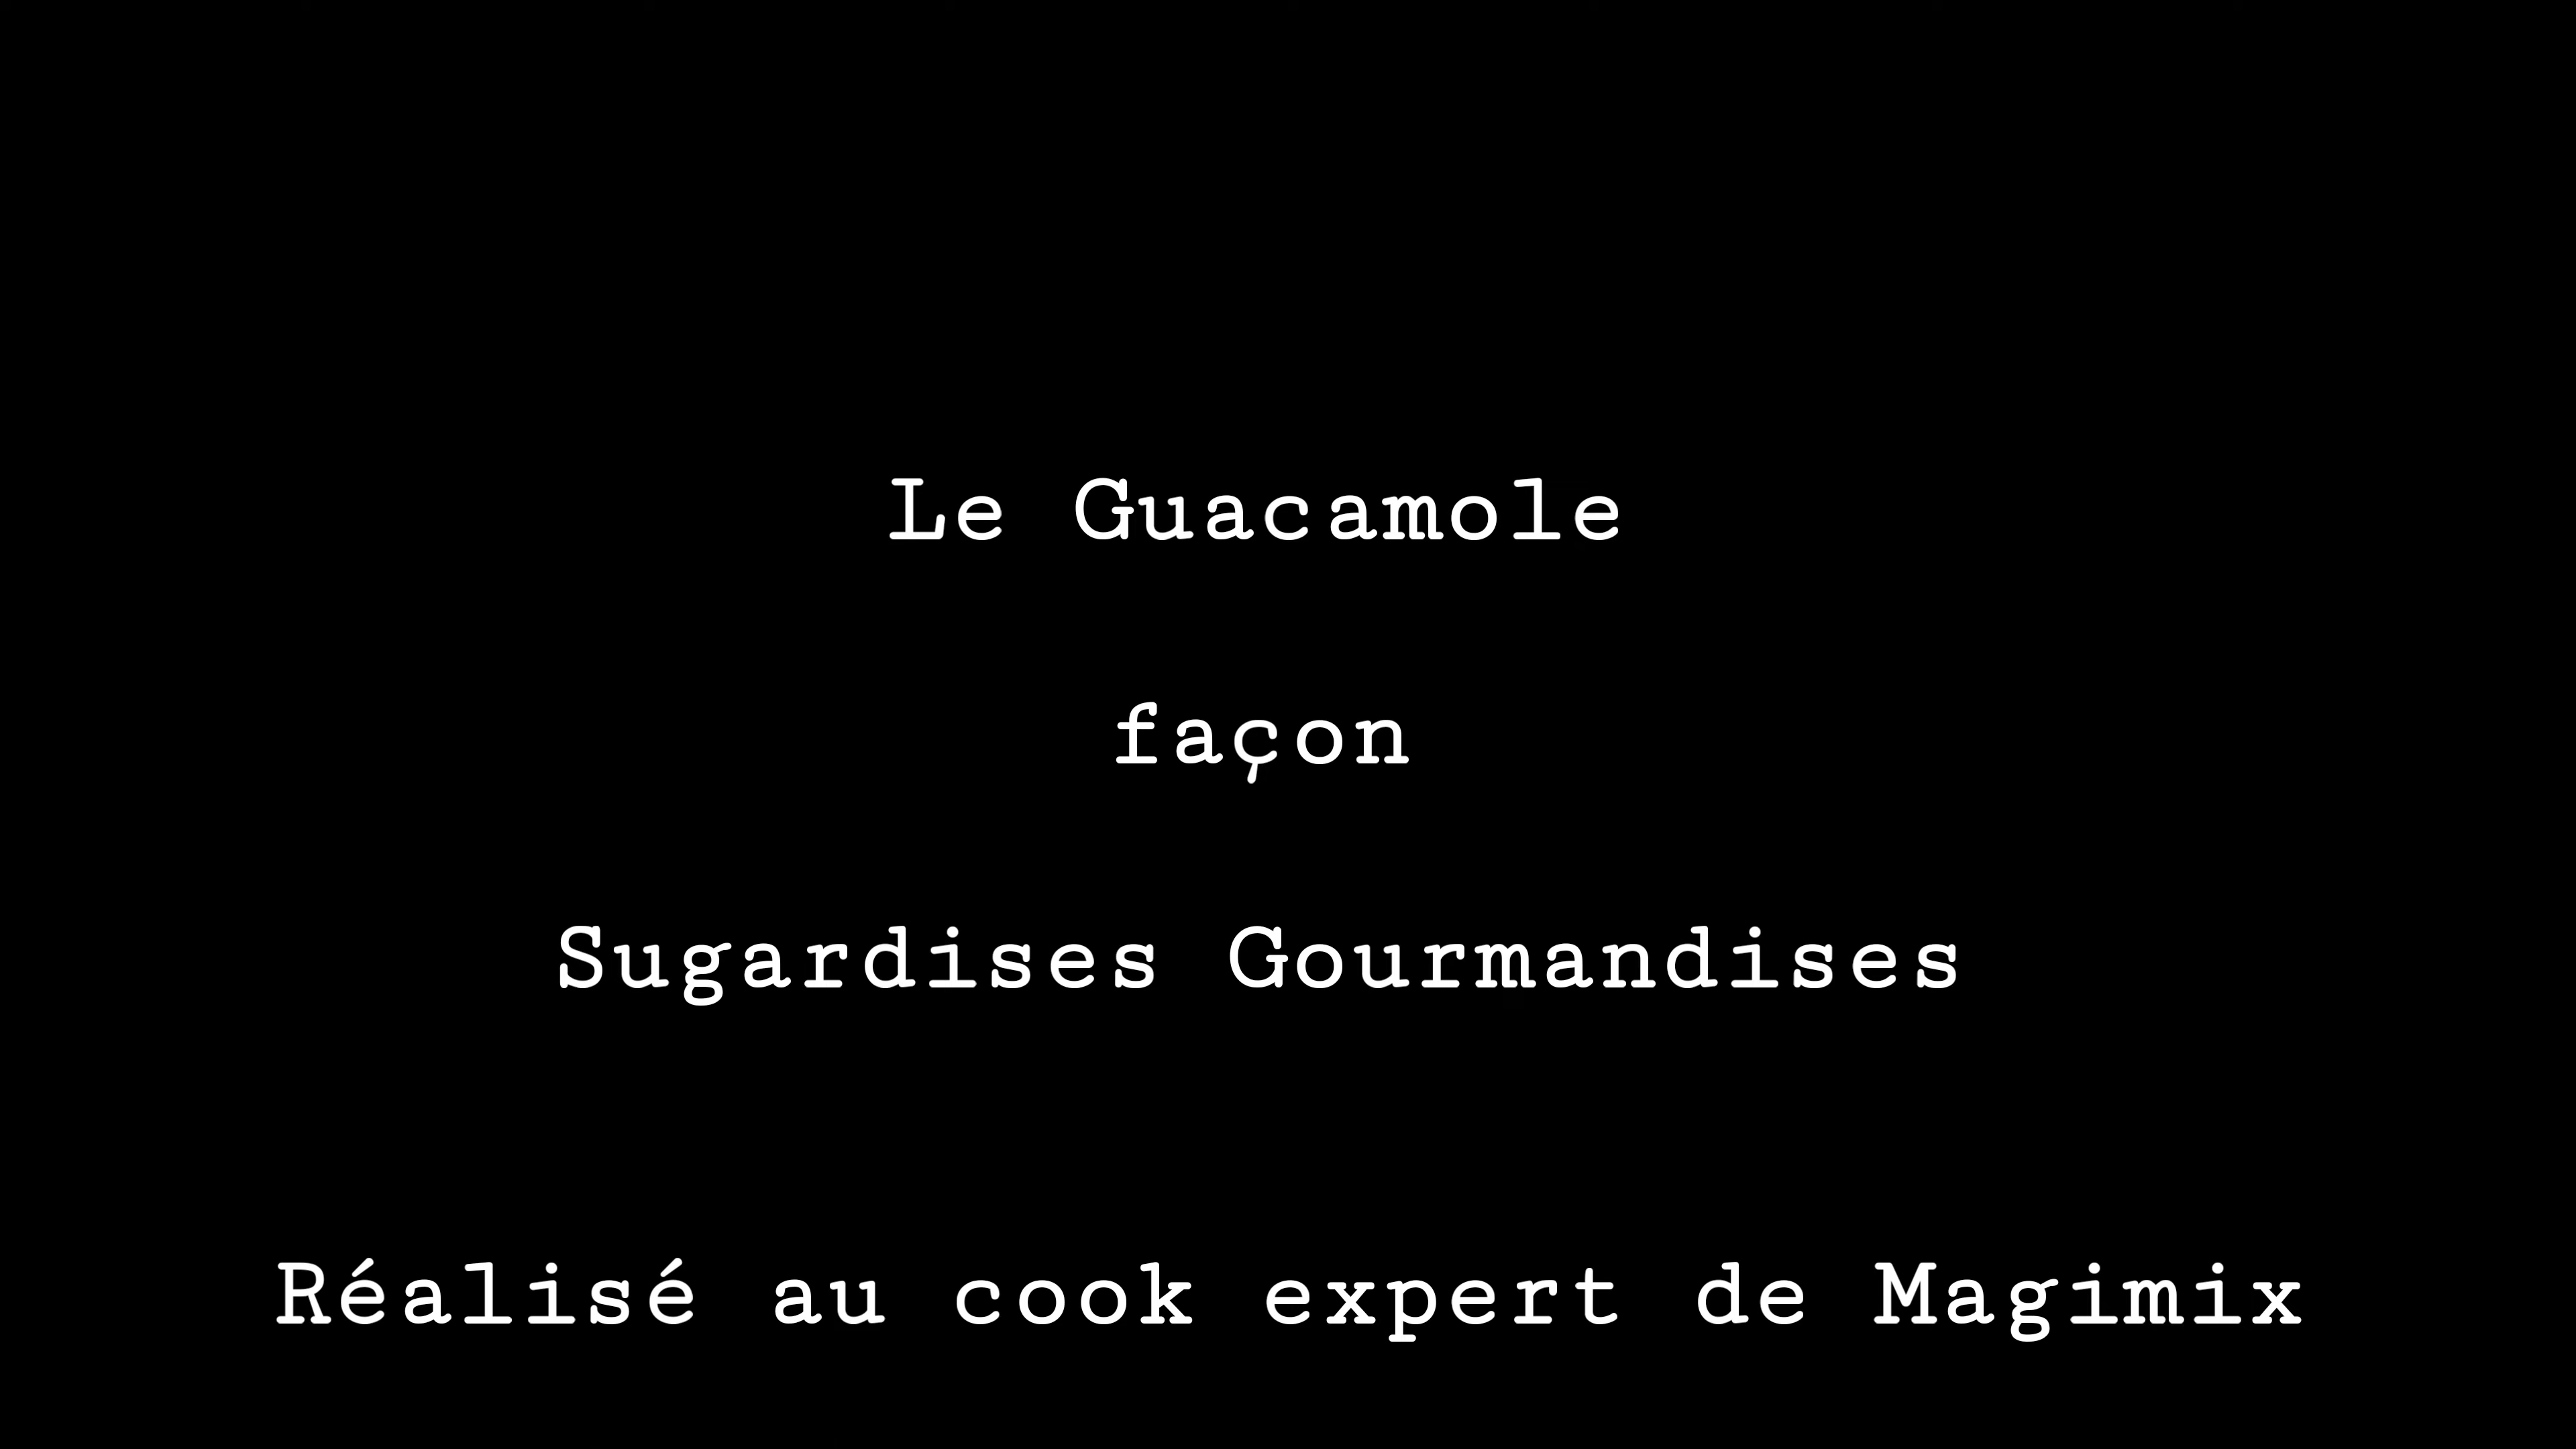 Le Guacamole
façon
Sugardises Gourmandises
Réalisé au cook expert de Magimix